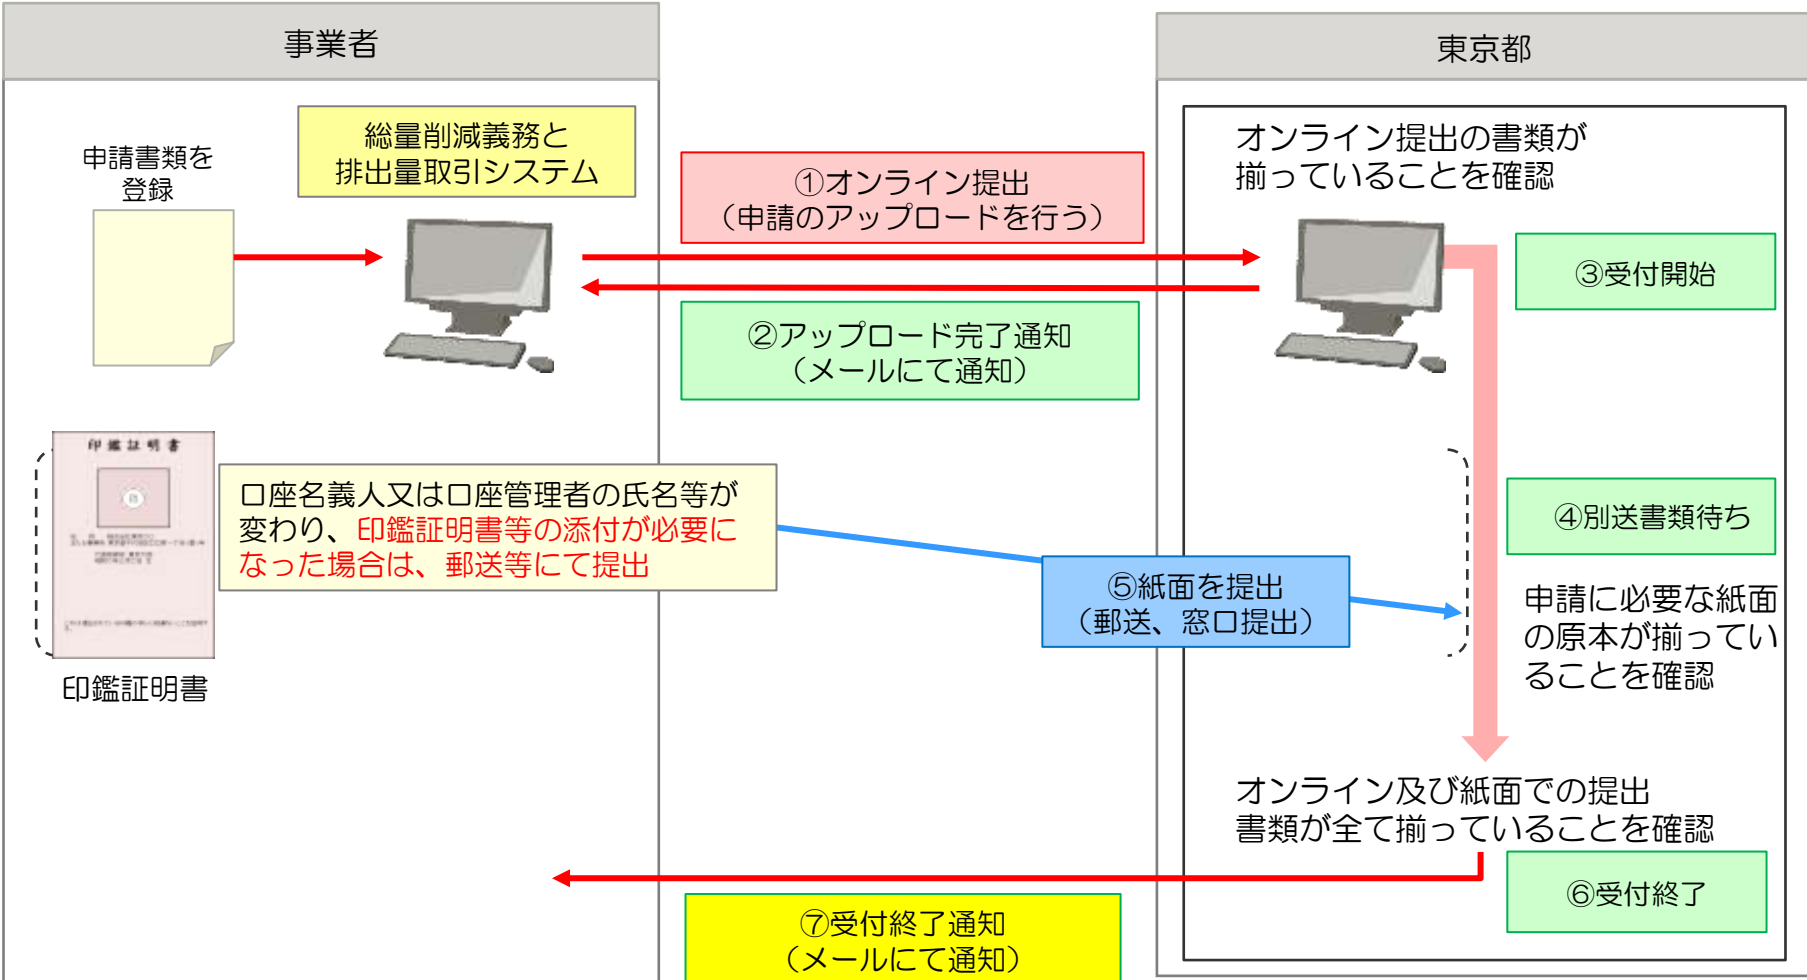 事業者
東京都
申請書類を
登録
総量削減義務と
排出量取引システム
①オンライン提出
（申請のアップロードを行う）
オンライン提出の書類が
揃っていることを確認
③受付開始
②アップロード完了通知
（メールにて通知）
印鑑証明書
口座名義人又は口座管理者の氏名等が
変わり、印鑑証明書等の添付が必要に
なった場合は、郵送等にて提出
④別送書類待ち
⑤紙面を提出
（郵送、窓口提出）
申請に必要な紙面
の原本が揃ってい
ることを確認
印鑑証明書
オンライン及び紙面での提出
書類が全て揃っていることを確認
⑥受付終了
⑦受付終了通知
（メールにて通知）